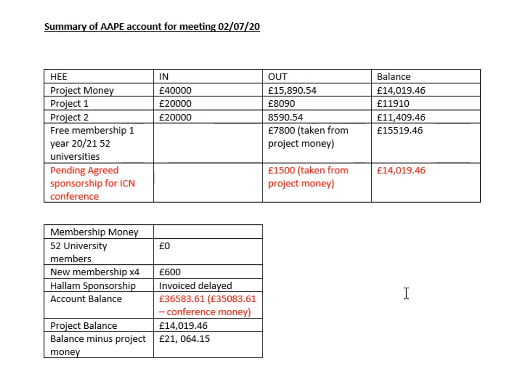 Summary of AAPE account for meeting 02/07/20
HEE IN OUT Balance
Project Money £40000 £15,890.54 £14,019.46
Project 1 £20000 £8090 £11910
Project 2 £20000 8590.54 £11,409.46
Free membership 1 £7800 (taken from £15519.46
year 20/21 52 project money)
universities
Pending Agreed £1500 (taken from £14,019.46
sponsorship for ICN project money)
conference
Membership Money
52 University £0
members
New membership x4 £600
Hallam Sponsorship Invoiced delayed
Account Balance £36583.61 (£35083.61
– conference money)
Project Balance £14,019.46
Balance minus project £21, 064.15
money